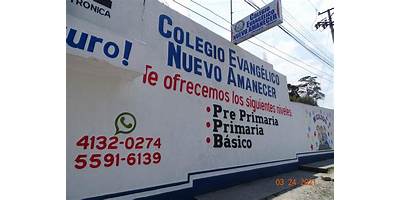 TRONICA
uro!
COLEGIO EVANGÉLICO
NUEVO AMANECER
Te ofrecemos los siguientes niveles:
• Pre Primaria
• Primaria
• Básico
4132-0274
5591-6139
Colegio
Evangélico
NUEVO AMANECER